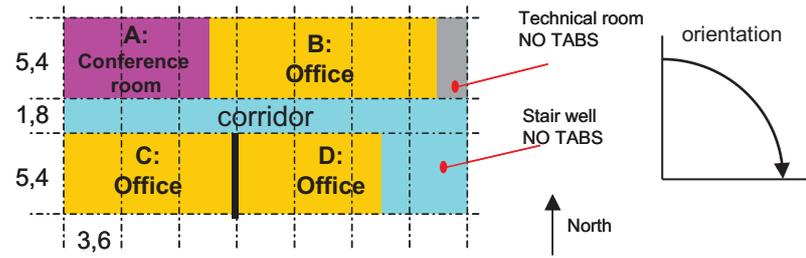 Technical room
NO TABS
orientation
5,4
A:
Conference
room
B:
Office
1,8
corridor
Stair well
NO TABS
5,4
C:
Office
D:
Office
North
3,6